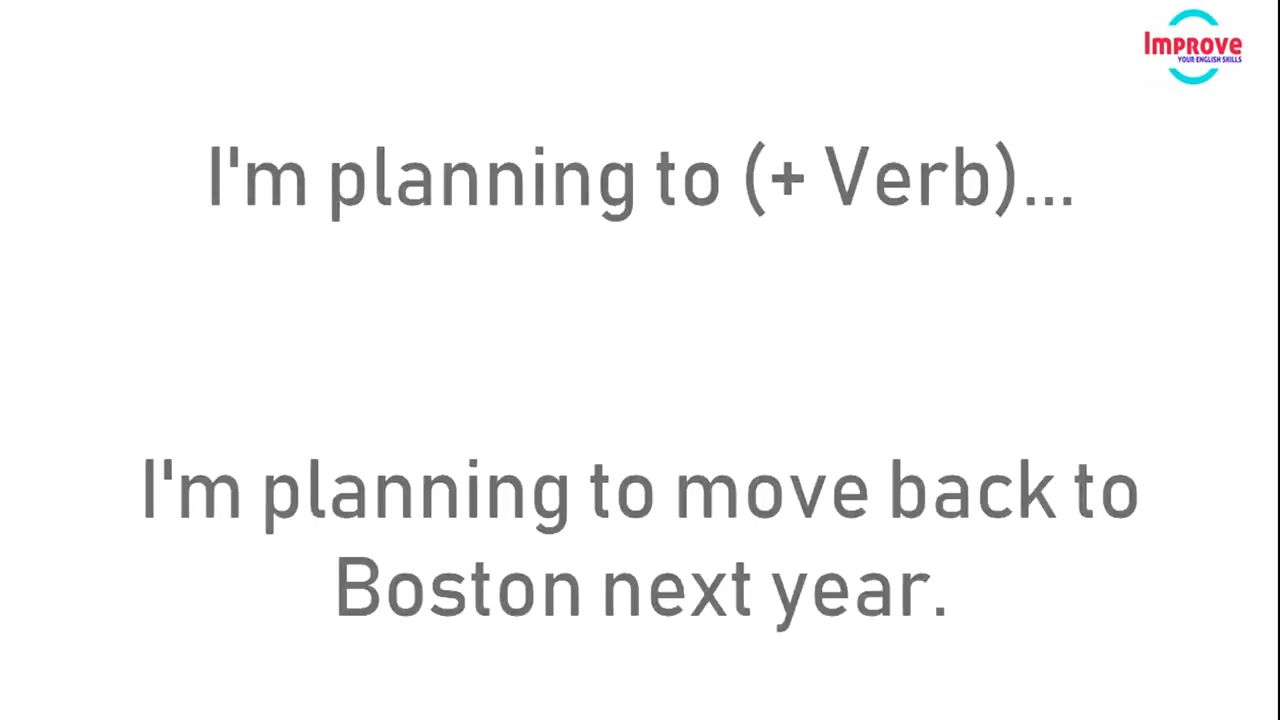 Improve
YOUR ENGLISH SKILLS
I'm planning to (+ Verb)...
I'm planning to move back to
Boston next year.